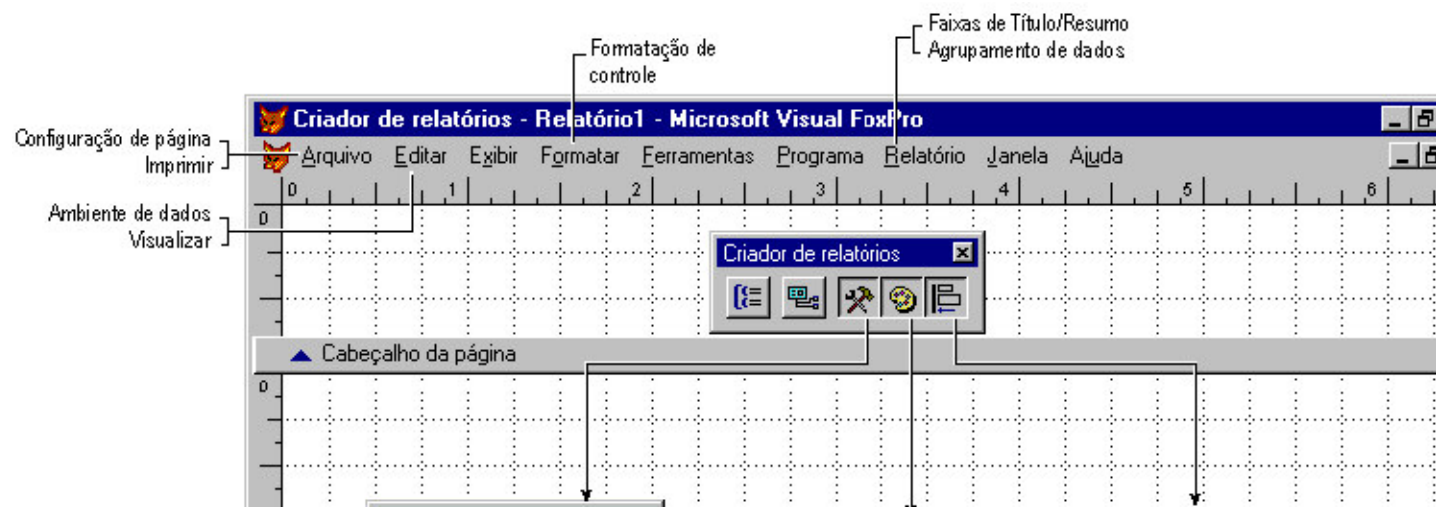 Faixas de Título/Resumo
Agrupamento de dados
Formatação de
controle
Configuração de página
Imprimir
Ambiente de dados
Visualizar
Criador de relatórios - Relatório1 - Microsoft Visual FoxPro
Arquivo Editar Exibir Formatar Ferramentas Programa Relatório Janela Ajuda
0 1 2 3 4 5 6
0
Criador de relatórios
Cabeçalho da página
0